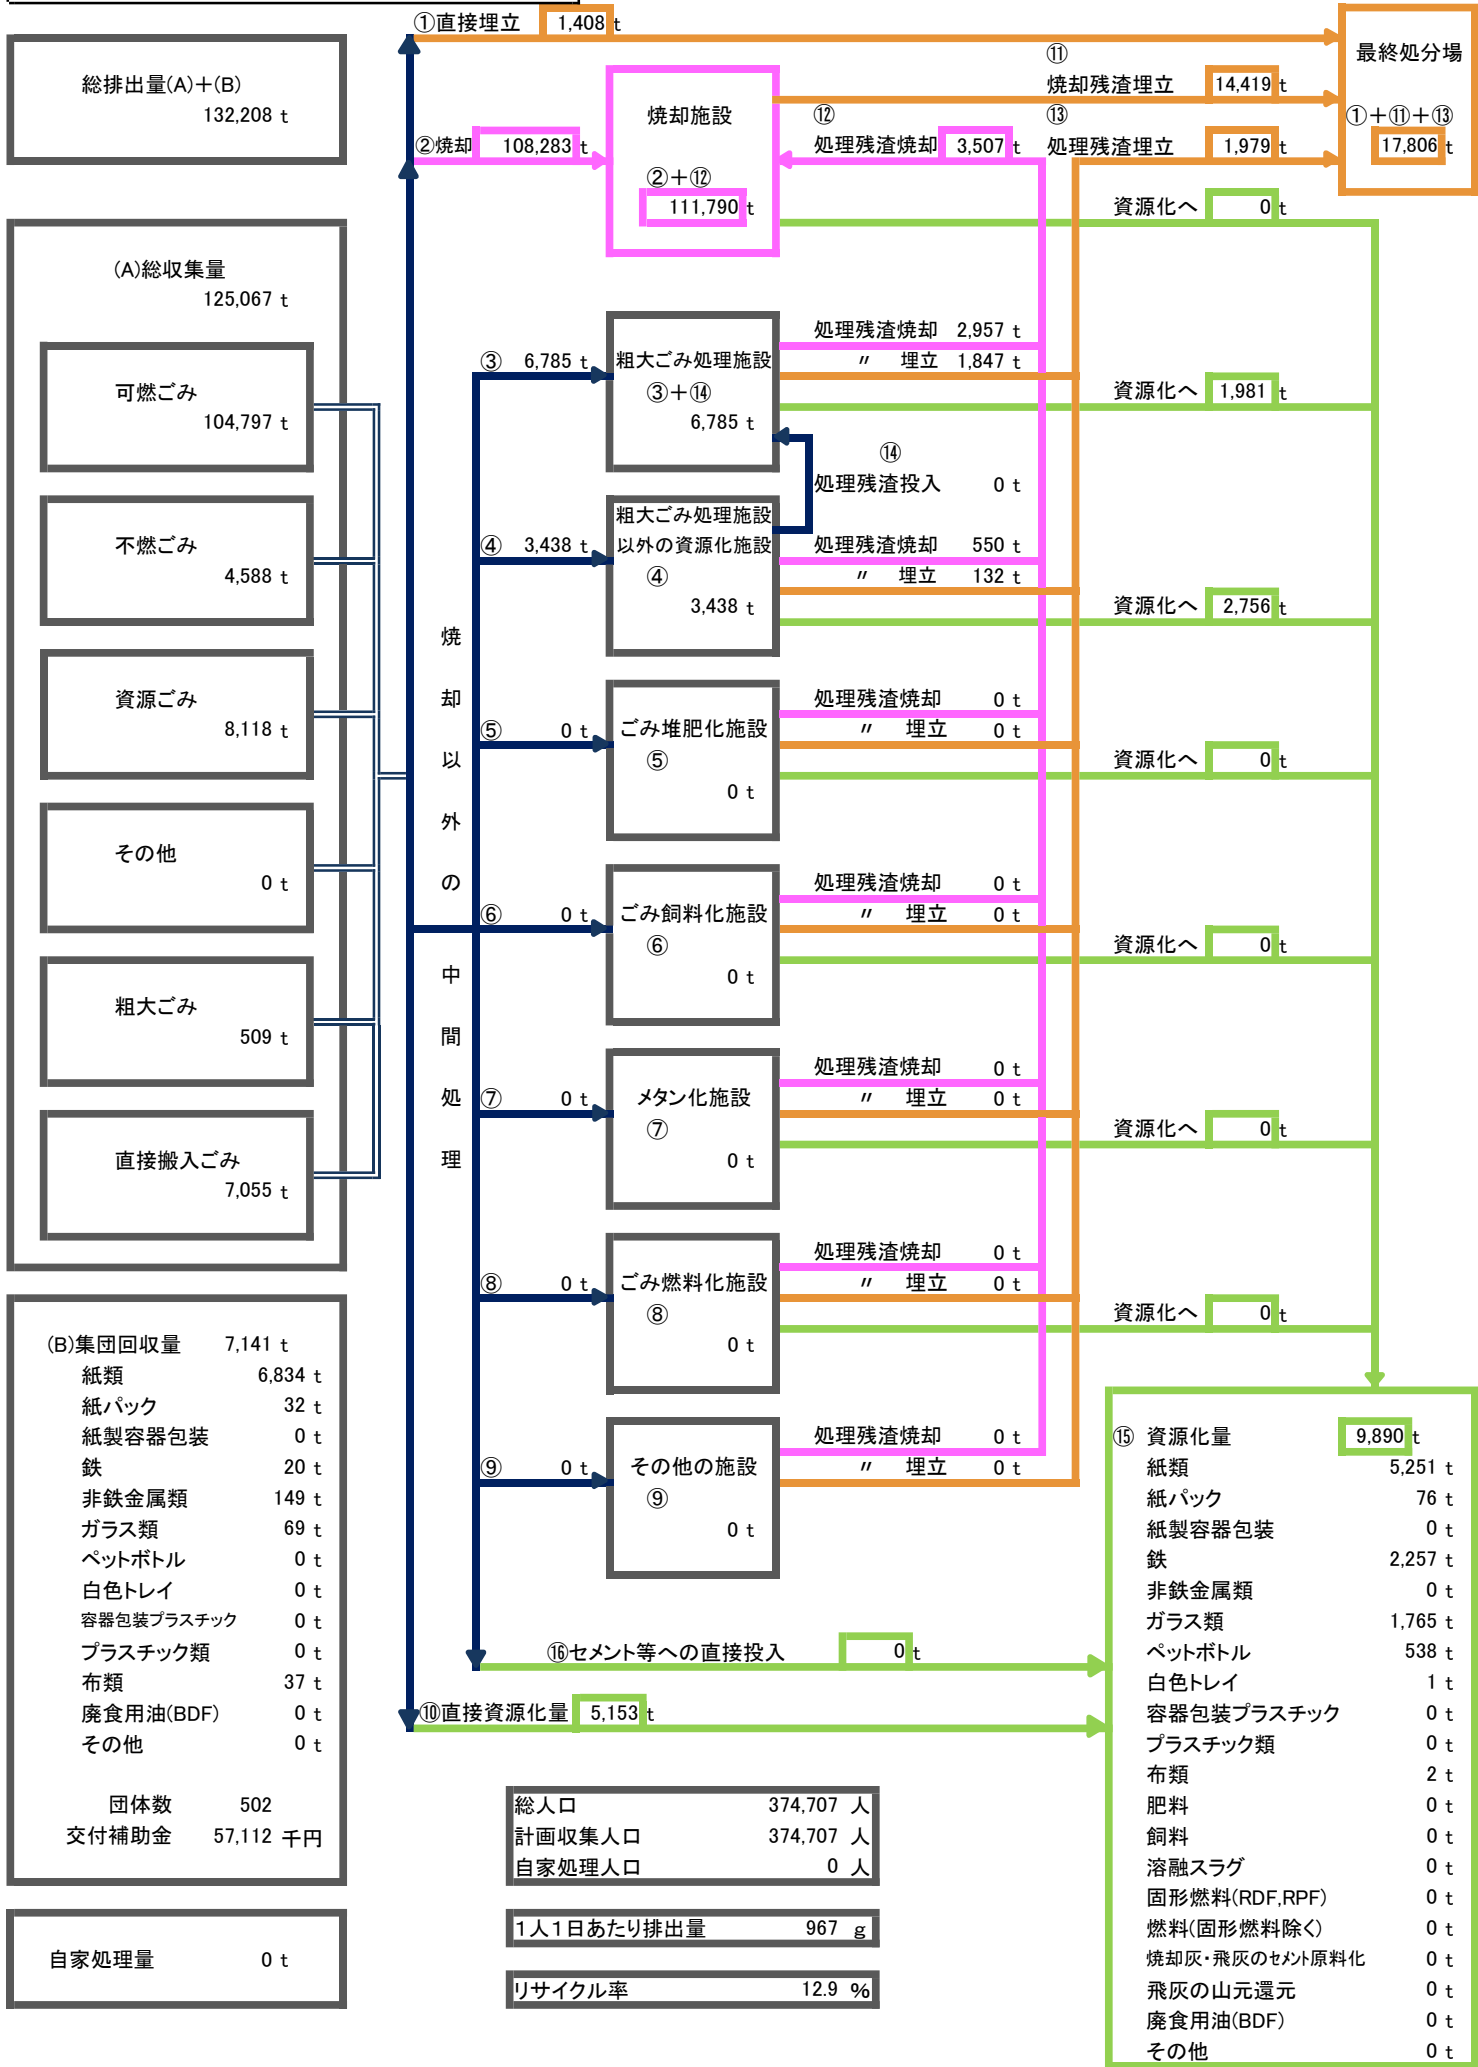 ①直接埋立 1,408 t
総排出量(A)+(B)
132,208 t
②焼却 108,283 t
焼却施設
②+⑫
111,790 t
⑫
処理残渣焼却 3,507 t
⑪
焼却残渣埋立 14,419 t
⑬
処理残渣埋立 1,979 t
最終処分場
①+⑪+⑬
17,806 t
資源化へ 0 t
(A)総収集量
125,067 t
可燃ごみ
104,797 t
不燃ごみ
4,588 t
資源ごみ
8,118 t
その他
0 t
粗大ごみ
509 t
直接搬入ごみ
7,055 t
焼却以外の中間処理
③ 6,785 t
粗大ごみ処理施設
③+⑭
6,785 t
処理残渣焼却 2,957 t
〃 埋立 1,847 t
資源化へ 1,981 t
⑭
処理残渣投入 0 t
④ 3,438 t
粗大ごみ処理施設
以外の資源化施設
④
3,438 t
処理残渣焼却 550 t
〃 埋立 132 t
資源化へ 2,756 t
⑤ 0 t
ごみ堆肥化施設
⑤
0 t
処理残渣焼却 0 t
〃 埋立 0 t
資源化へ 0 t
⑥ 0 t
ごみ飼料化施設
⑥
0 t
処理残渣焼却 0 t
〃 埋立 0 t
資源化へ 0 t
⑦ 0 t
メタン化施設
⑦
0 t
処理残渣焼却 0 t
〃 埋立 0 t
資源化へ 0 t
⑧ 0 t
ごみ燃料化施設
⑧
0 t
処理残渣焼却 0 t
〃 埋立 0 t
資源化へ 0 t
⑨ 0 t
その他の施設
⑨
0 t
処理残渣焼却 0 t
〃 埋立 0 t
⑯セメント等への直接投入 0 t
⑩直接資源化量 5,153 t
(B)集団回収量 7,141 t
紙類 6,834 t
紙パック 32 t
紙製容器包装 0 t
鉄 20 t
非鉄金属類 149 t
ガラス類 69 t
ペットボトル 0 t
白色トレイ 0 t
容器包装プラスチック 0 t
プラスチック類 0 t
布類 37 t
廃食用油(BDF) 0 t
その他 0 t
団体数 502
交付補助金 57,112 千円
自家処理量 0 t
総人口 374,707 人
計画収集人口 374,707 人
自家処理人口 0 人
1人1日あたり排出量 967 g
リサイクル率 12.9 %
⑮ 資源化量 9,890 t
紙類 5,251 t
紙パック 76 t
紙製容器包装 0 t
鉄 2,257 t
非鉄金属類 0 t
ガラス類 1,765 t
ペットボトル 538 t
白色トレイ 1 t
容器包装プラスチック 0 t
プラスチック類 0 t
布類 2 t
肥料 0 t
飼料 0 t
溶融スラグ 0 t
固形燃料(RDF,RPF) 0 t
燃料(固形燃料除く) 0 t
焼却灰・飛灰のセメント原料化 0 t
飛灰の山元還元 0 t
廃食用油(BDF) 0 t
その他 0 t